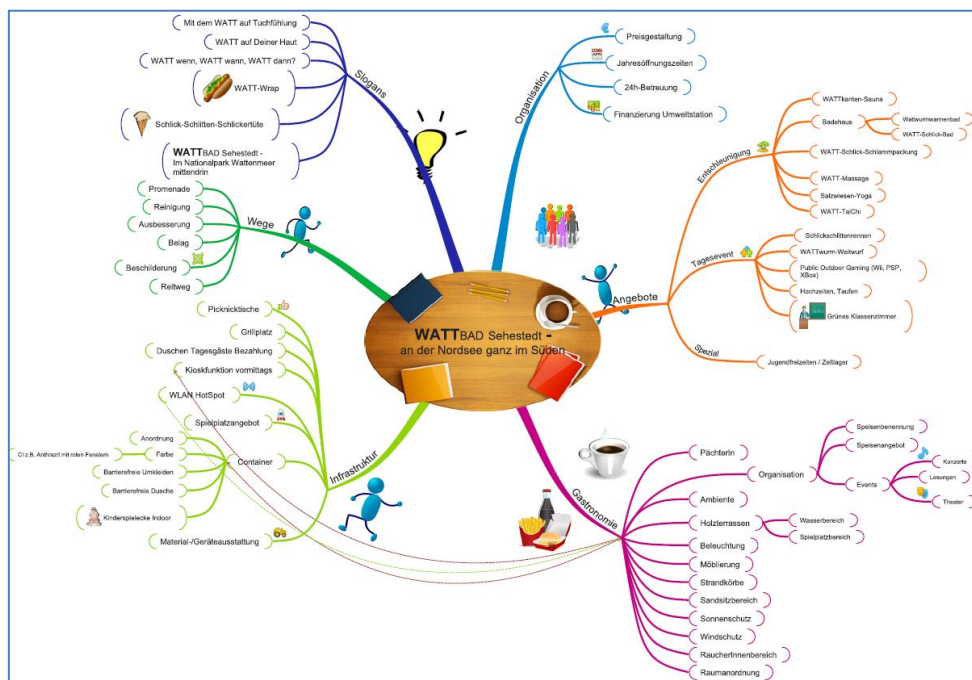 WATTBAD Sehestedt -
an der Nordsee ganz im Süden
Slogans
Mit dem WATT auf Tuchfühlung
WATT auf Deiner Haut
WATT wenn, WATT wann, WATT dann?
WATT-Wrap
Schlick-Schlitten-Schlickertüte
WATTBAD Sehestedt -
Im Nationalpark Wattenmeer
mittendrin
Organisation
Preisgestaltung
Jahresöffnungszeiten
24h-Betreuung
Finanzierung Umweltstation
Wege
Promenade
Reinigung
Ausbesserung
Belag
Beschilderung
Reitweg
Angebote
Entschleunigung
WATTkanten-Sauna
Badehaus
Wattwurmwannenbad
WATT-Schlick-Bad
WATT-Schlick-Schlammpackung
WATT-Massage
Salzwiesen-Yoga
WATT-TaiChi
Tagesevent
Schlickschlittenrennen
WATTwurm-Weitwurf
Public Outdoor Gaming (Wii, PSP,
XBox)
Hochzeiten, Taufen
Grünes Klassenzimmer
Spezial
Jugendfreizeiten / Zeltlager
Infrastruktur
Picknicktische
Grillplatz
Duschen Tagesgäste Bezahlung
Kioskfunktion vormittags
WLAN HotSpot
Spielplatzangebot
Container
Anordnung
Farbe
CI z.B. Anthrazit mit roten Fenstern
Barrierefreie Umkleiden
Barrierefreie Dusche
Kinderspielecke Indoor
Material-/Geräteausstattung
Gastronomie
PächterIn
Organisation
Speisenbenennung
Speisenangebot
Events
Konzerte
Lesungen
Theater
Ambiente
Holzterrassen
Wasserbereich
Spielplatzbereich
Beleuchtung
Möblierung
Strandkörbe
Sandsitzbereich
Sonnenschutz
Windschutz
RaucherInnenbereich
Raumanordnung